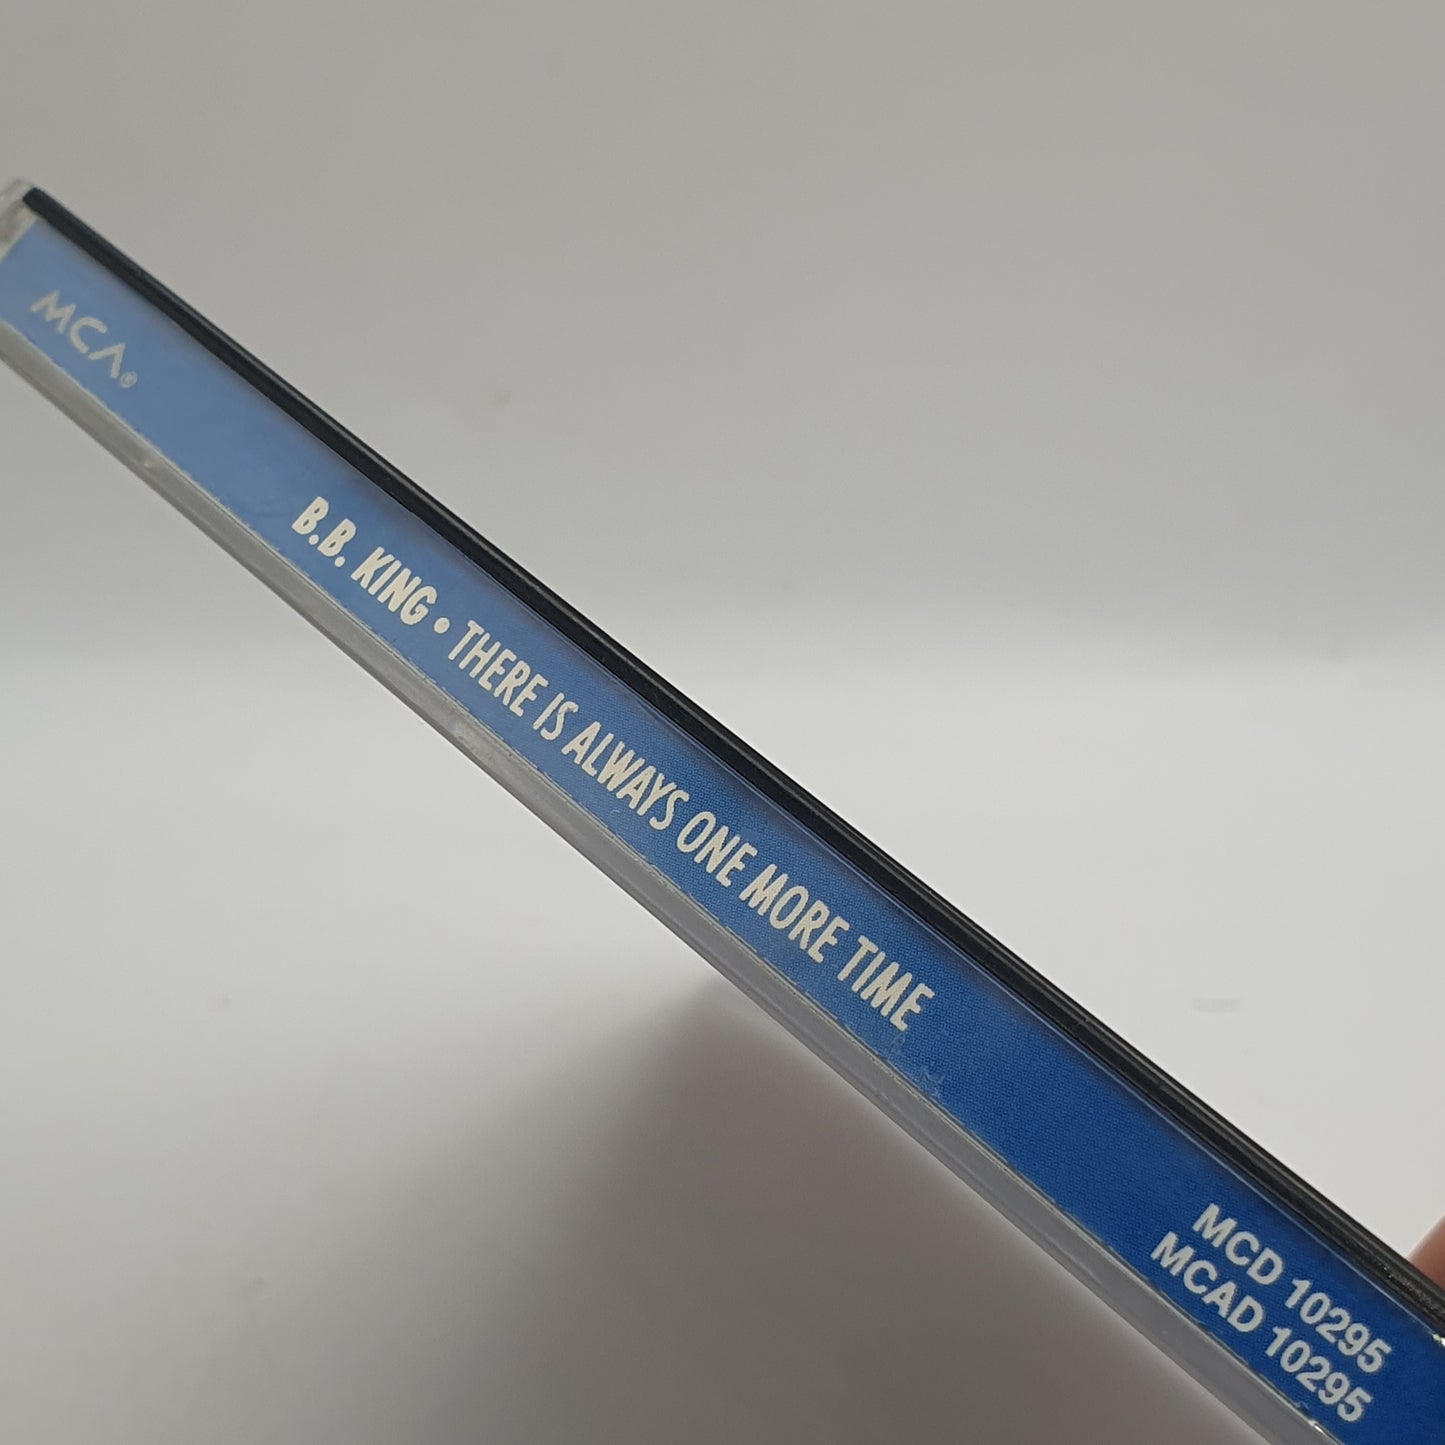 MCA®
B.B. KING • THERE IS ALWAYS ONE MORE TIME
MCD 10295
MCAD 10295